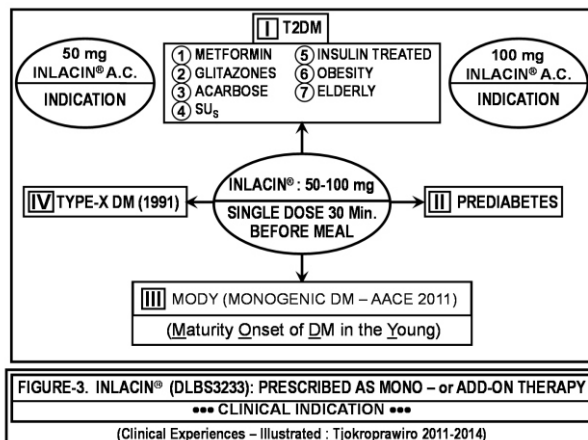 I T2DM
50 mg
INLACIN® A.C.
INDICATION
1 METFORMIN
2 GLITAZONES
3 ACARBOSE
4 SUS
5 INSULIN TREATED
6 OBESITY
7 ELDERLY
100 mg
INLACIN® A.C.
INDICATION
INLACIN® : 50-100 mg
SINGLE DOSE 30 Min.
BEFORE MEAL
IV TYPE-X DM (1991)
II PREDIABETES
III MODY (MONOGENIC DM – AACE 2011)
(Maturity Onset of DM in the Young)
FIGURE-3. INLACIN® (DLBS3233): PRESCRIBED AS MONO – or ADD-ON THERAPY
••• CLINICAL INDICATION •••
(Clinical Experiences – Illustrated : Tjokroprawiro 2011-2014)